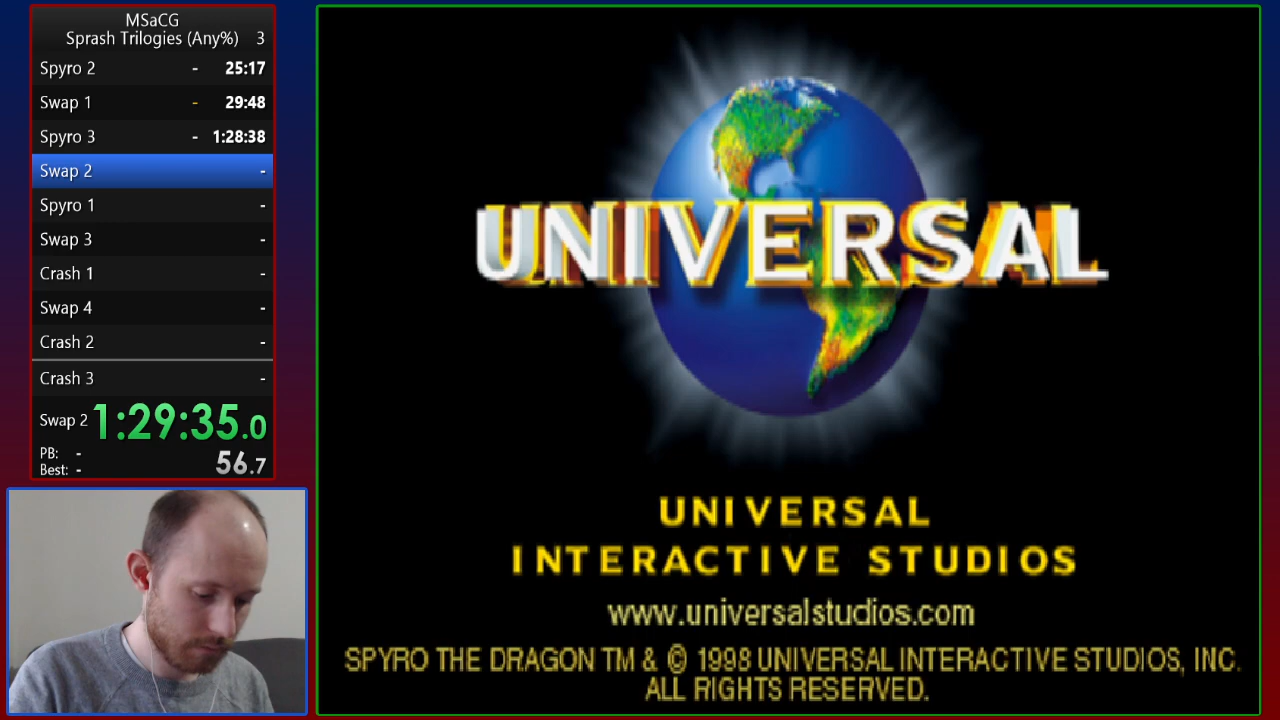 MSaCG
Sprash Trilogies (Any%) 3
Spyro 2 - 25:17
Swap 1 - 29:48
Spyro 3 - 1:28:38
Swap 2 -
Spyro 1 -
Swap 3 -
Crash 1 -
Swap 4 -
Crash 2 -
Crash 3 -
Swap 2 1:29:35.0
PB: -
Best: - 56.7
UNIVERSAL
UNIVERSAL
INTERACTIVE STUDIOS
www.universalstudios.com
SPYRO THE DRAGON TM & © 1998 UNIVERSAL INTERACTIVE STUDIOS, INC.
ALL RIGHTS RESERVED.